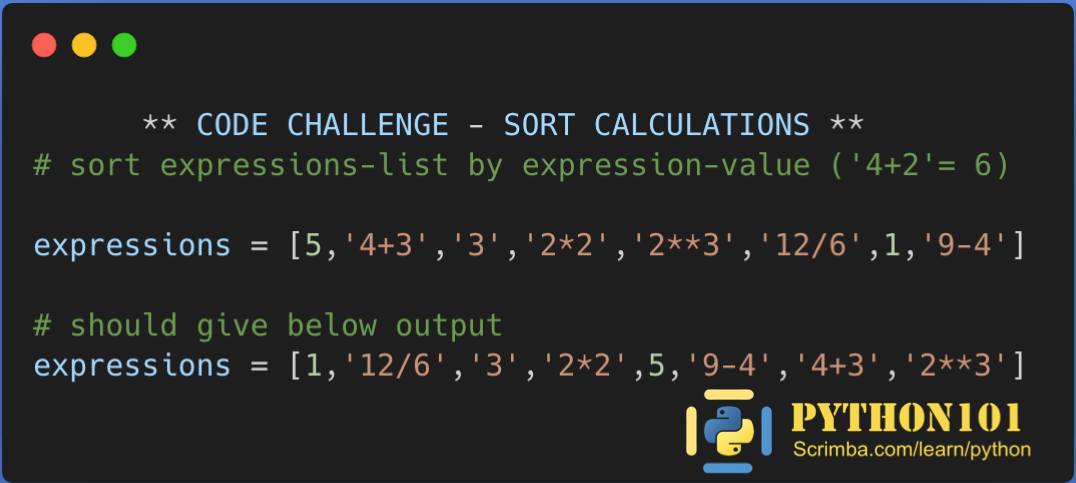 ** CODE CHALLENGE - SORT CALCULATIONS **
# sort expressions-list by expression-value ('4+2'= 6)
expressions = [5,'4+3','3','2*2','2**3','12/6',1,'9-4']
# should give below output
expressions = [1,'12/6','3','2*2',5,'9-4','4+3','2**3']
PYTHON101
Scrimba.com/learn/python